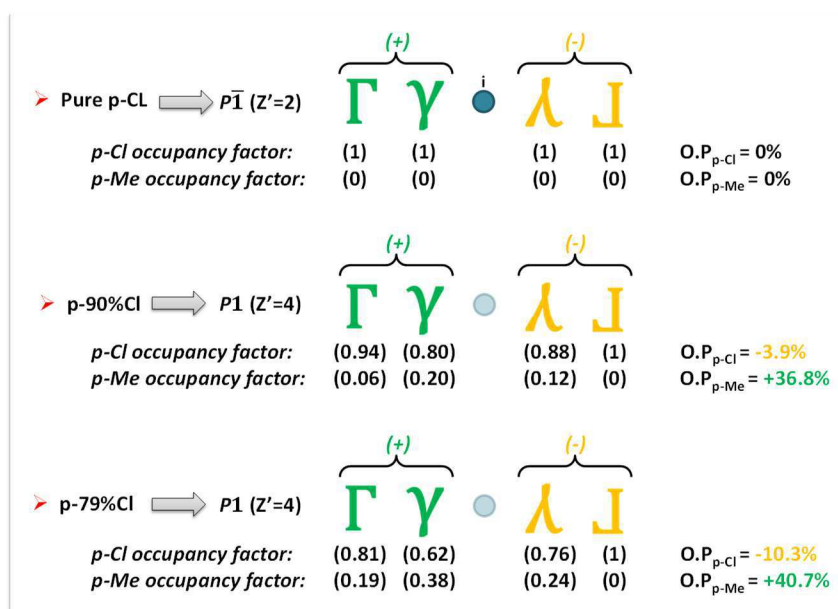 (+) (-)
i
Pure p-CL P1̅ (Z'=2) Γ γ λ
p-Cl occupancy factor: (1) (1) (1) (1) O.Pp-Cl = 0%
p-Me occupancy factor: (0) (0) (0) (0) O.Pp-Me = 0%
(+) (-)
p-90%Cl P1 (Z'=4) Γ γ λ
p-Cl occupancy factor: (0.94) (0.80) (0.88) (1) O.Pp-Cl = -3.9%
p-Me occupancy factor: (0.06) (0.20) (0.12) (0) O.Pp-Me = +36.8%
(+) (-)
p-79%Cl P1 (Z'=4) Γ γ λ
p-Cl occupancy factor: (0.81) (0.62) (0.76) (1) O.Pp-Cl = -10.3%
p-Me occupancy factor: (0.19) (0.38) (0.24) (0) O.Pp-Me = +40.7%